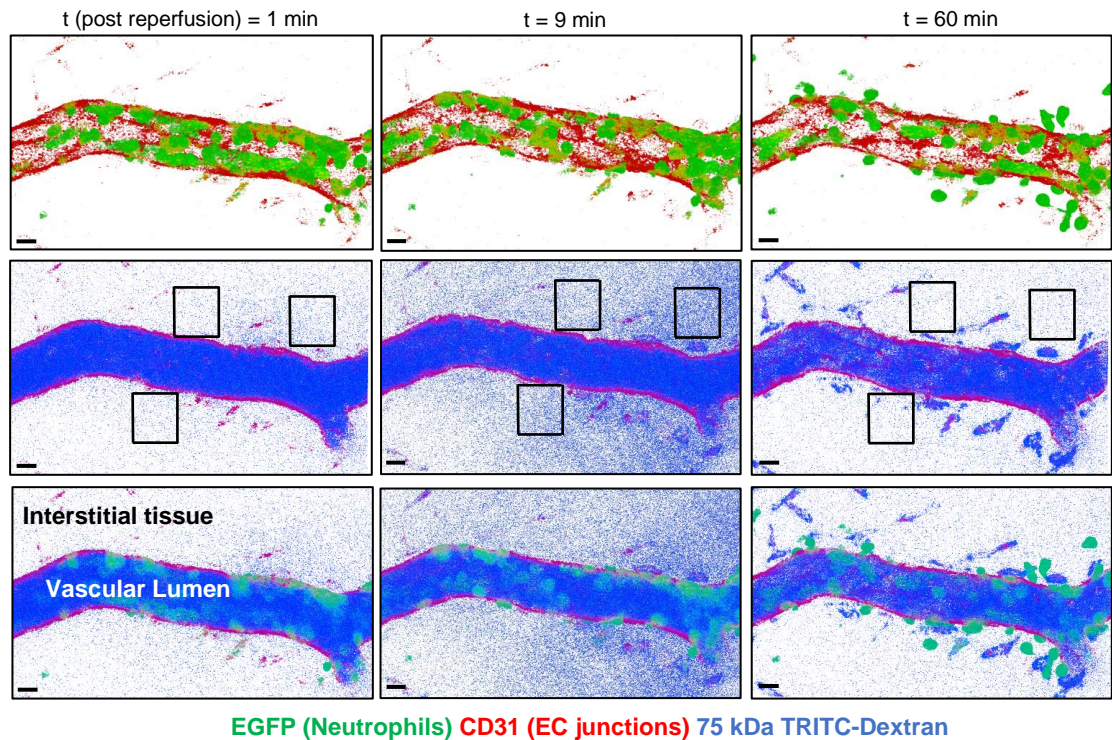 t (post reperfusion) = 1 min
t = 9 min
t = 60 min
Interstitial tissue
Vascular Lumen
EGFP (Neutrophils) CD31 (EC junctions) 75 kDa TRITC-Dextran